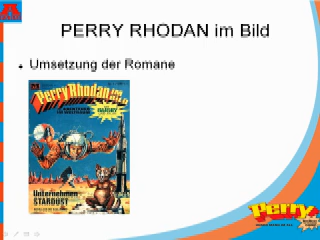 PERRY RHODAN im Bild
Umsetzung der Romane
Perry Rhodan im Bild
Unternehmen
STARDUST
Perry